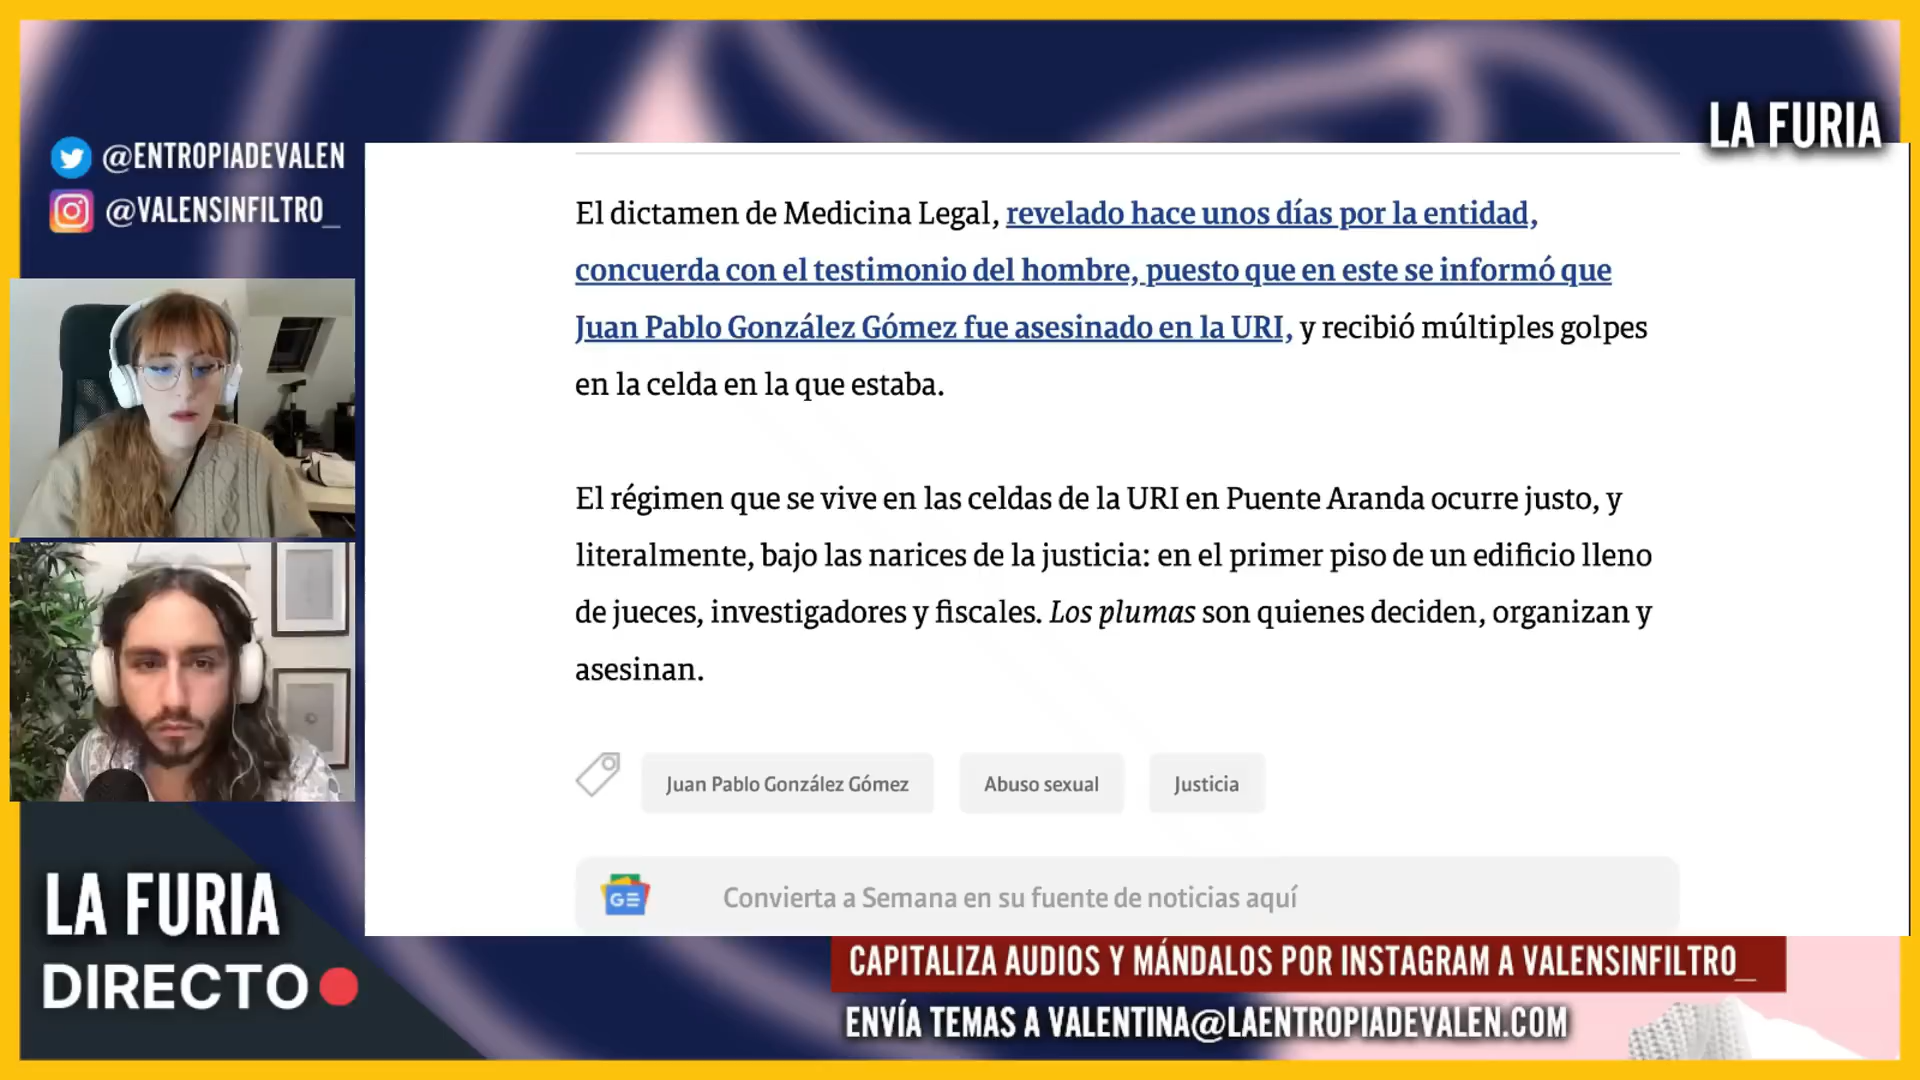 LA FURIA
@ENTROPIADEVALEN
@VALENSINFILTRO_
El dictamen de Medicina Legal, revelado hace unos días por la entidad,
concuerda con el testimonio del hombre, puesto que en este se informó que
Juan Pablo González Gómez fue asesinado en la URI, y recibió múltiples golpes
en la celda en la que estaba.
El régimen que se vive en las celdas de la URI en Puente Aranda ocurre justo, y
literalmente, bajo las narices de la justicia: en el primer piso de un edificio lleno
de jueces, investigadores y fiscales. Los plumas son quienes deciden, organizan y
asesinan.
Juan Pablo González Gómez
Abuso sexual
Justicia
GE
Convierta a Semana en su fuente de noticias aquí
LA FURIA
DIRECTO
CAPITALIZA AUDIOS Y MÁNDALOS POR INSTAGRAM A VALENSINFILTRO_
ENVÍA TEMAS A VALENTINA@LAENTROPIADEVALEN.COM